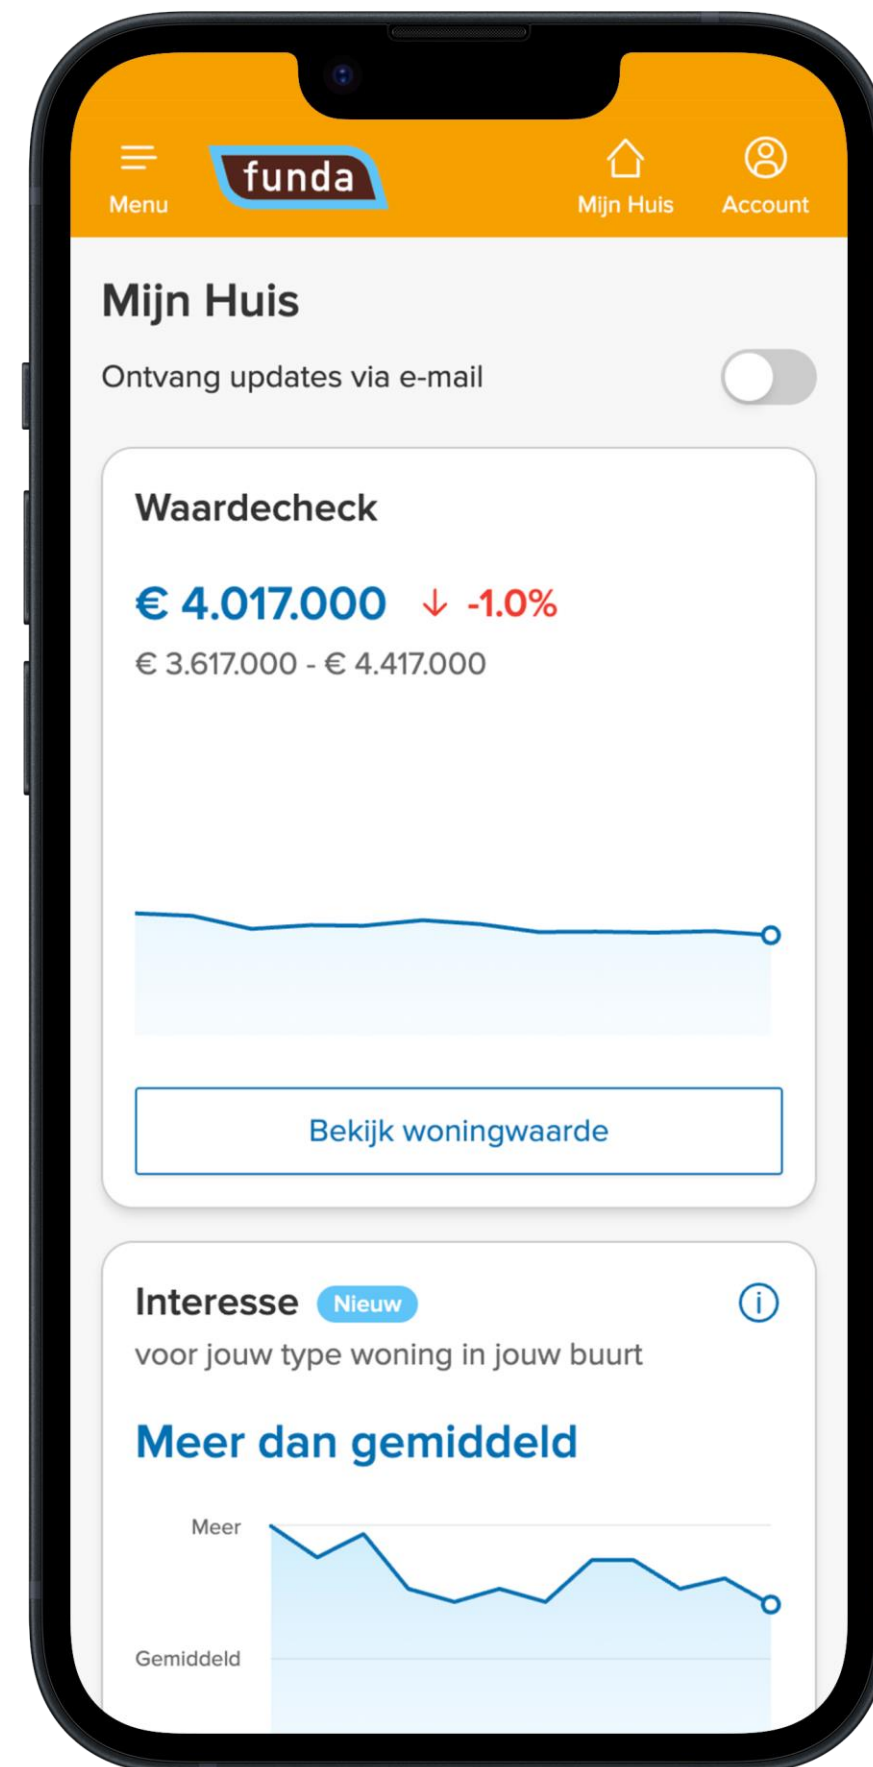 Menu
funda
Mijn Huis
Account
Mijn Huis
Ontvang updates via e-mail
Waardecheck
€ 4.017.000 ↓ -1.0%
€ 3.617.000 - € 4.417.000
Bekijk woningwaarde
Interesse Nieuw
voor jouw type woning in jouw buurt
Meer dan gemiddeld
Meer
Gemiddeld